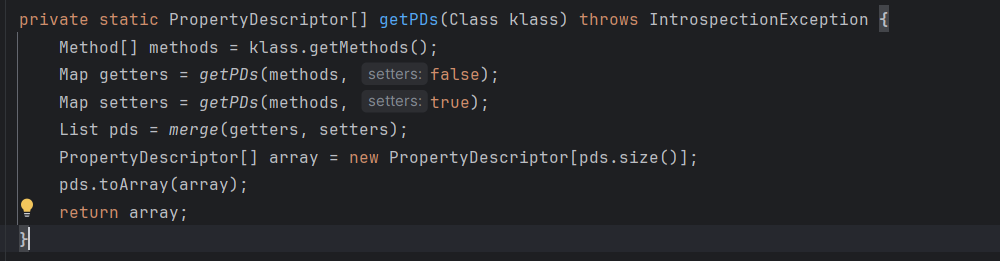 private static PropertyDescriptor[] getPDs(Class klass) throws IntrospectionException {
    Method[] methods = klass.getMethods();
    Map getters = getPDs(methods, setters: false);
    Map setters = getPDs(methods, setters: true);
    List pds = merge(getters, setters);
    PropertyDescriptor[] array = new PropertyDescriptor[pds.size()];
    pds.toArray(array);
    return array;
}